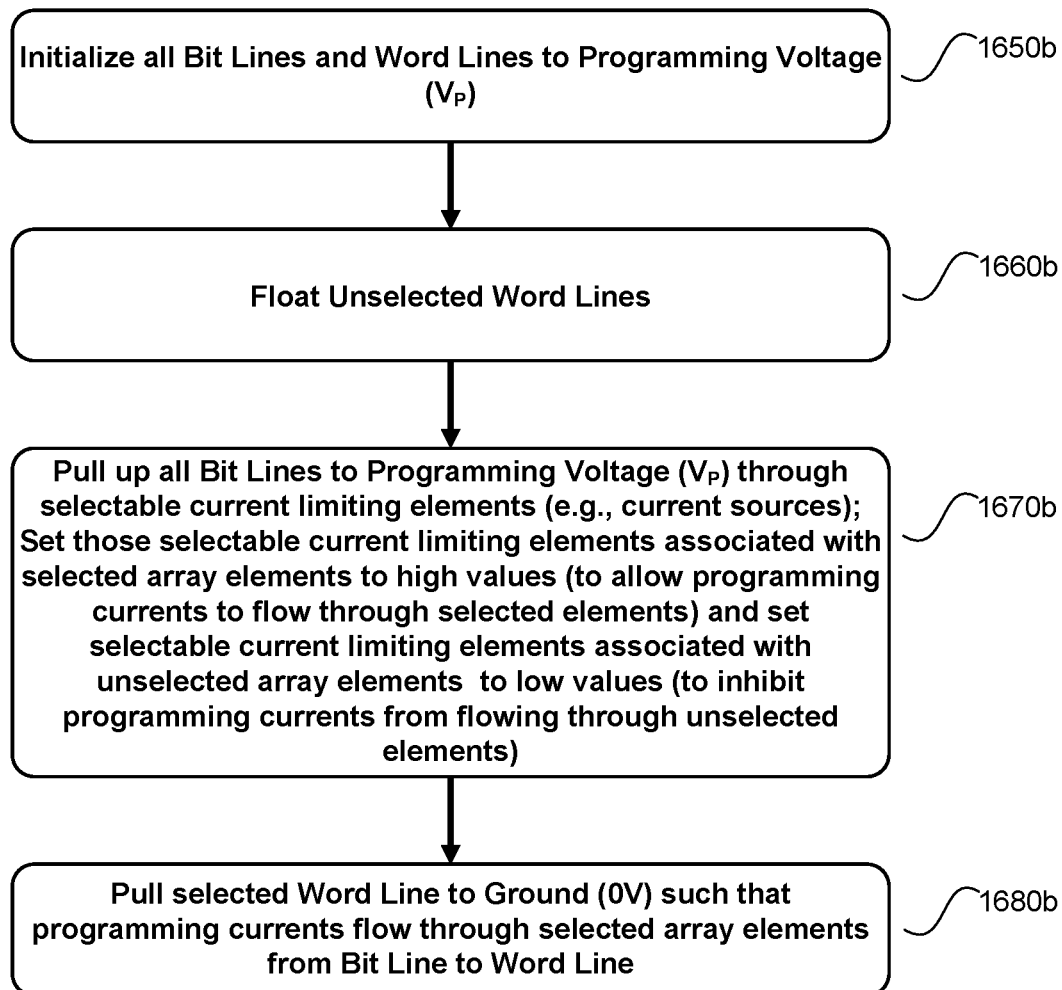 Initialize all Bit Lines and Word Lines to Programming Voltage
(VP)
1650b
Float Unselected Word Lines
1660b
Pull up all Bit Lines to Programming Voltage (VP) through
selectable current limiting elements (e.g., current sources);
Set those selectable current limiting elements associated with
selected array elements to high values (to allow programming
currents to flow through selected elements) and set
selectable current limiting elements associated with
unselected array elements to low values (to inhibit
programming currents from flowing through unselected
elements)
1670b
Pull selected Word Line to Ground (0V) such that
programming currents flow through selected array elements
from Bit Line to Word Line
1680b